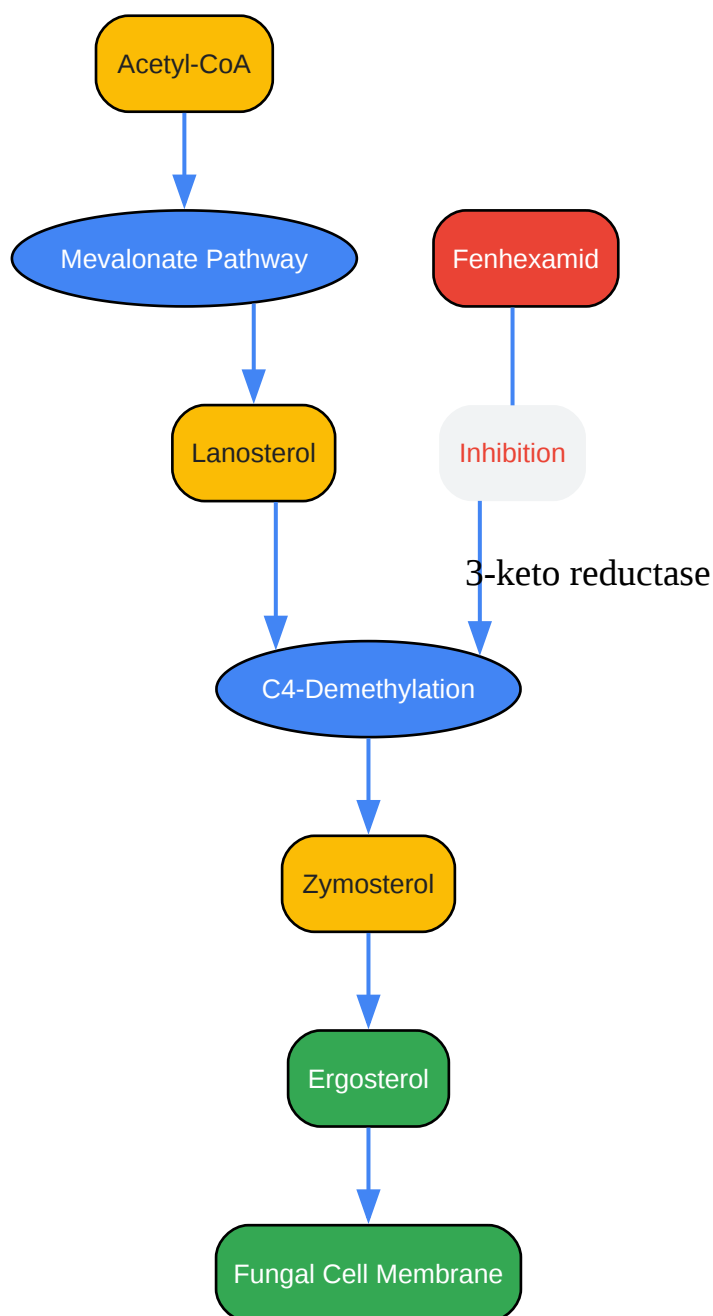 Acetyl-CoA
Mevalonate Pathway
Fenhexamid
Lanosterol
Inhibition
3-keto reductase
C4-Demethylation
Zymosterol
Ergosterol
Fungal Cell Membrane